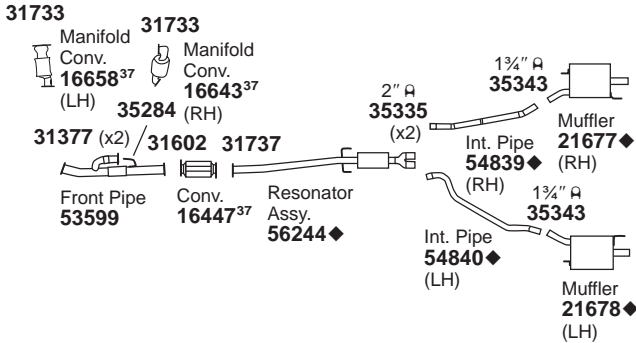 31733
Manifold
Conv.
16658³⁷
(LH)
31733
Manifold
Conv.
16643³⁷
(RH)
35284
31377 (x2)
31602
31737
Front Pipe
53599
Conv.
16447³⁷
Resonator
Assy.
56244◆
2″
35335
(x2)
1¾″
35343
Int. Pipe
54839◆
(RH)
Muffler
21677◆
(RH)
1¾″
35343
Int. Pipe
54840◆
(LH)
Muffler
21678◆
(LH)